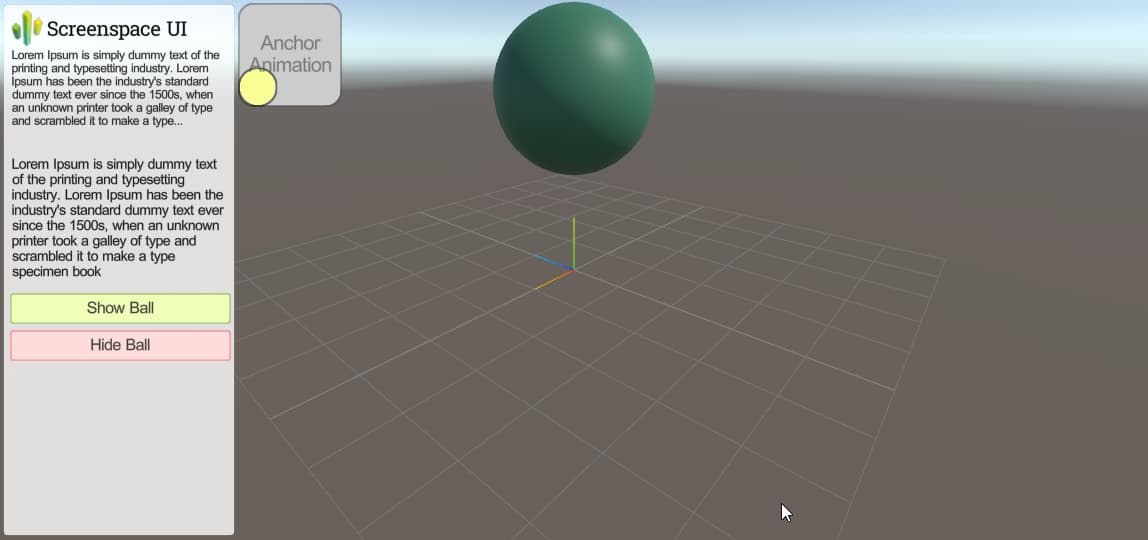 Screenspace UI
Lorem Ipsum is simply dummy text of the
printing and typesetting industry. Lorem
Ipsum has been the industry's standard
dummy text ever since the 1500s, when
an unknown printer took a galley of type
and scrambled it to make a type...
Lorem Ipsum is simply dummy text
of the printing and typesetting
industry. Lorem Ipsum has been the
industry's standard dummy text ever
since the 1500s, when an unknown
printer took a galley of type and
scrambled it to make a type
specimen book
Show Ball
Hide Ball
Anchor
Animation